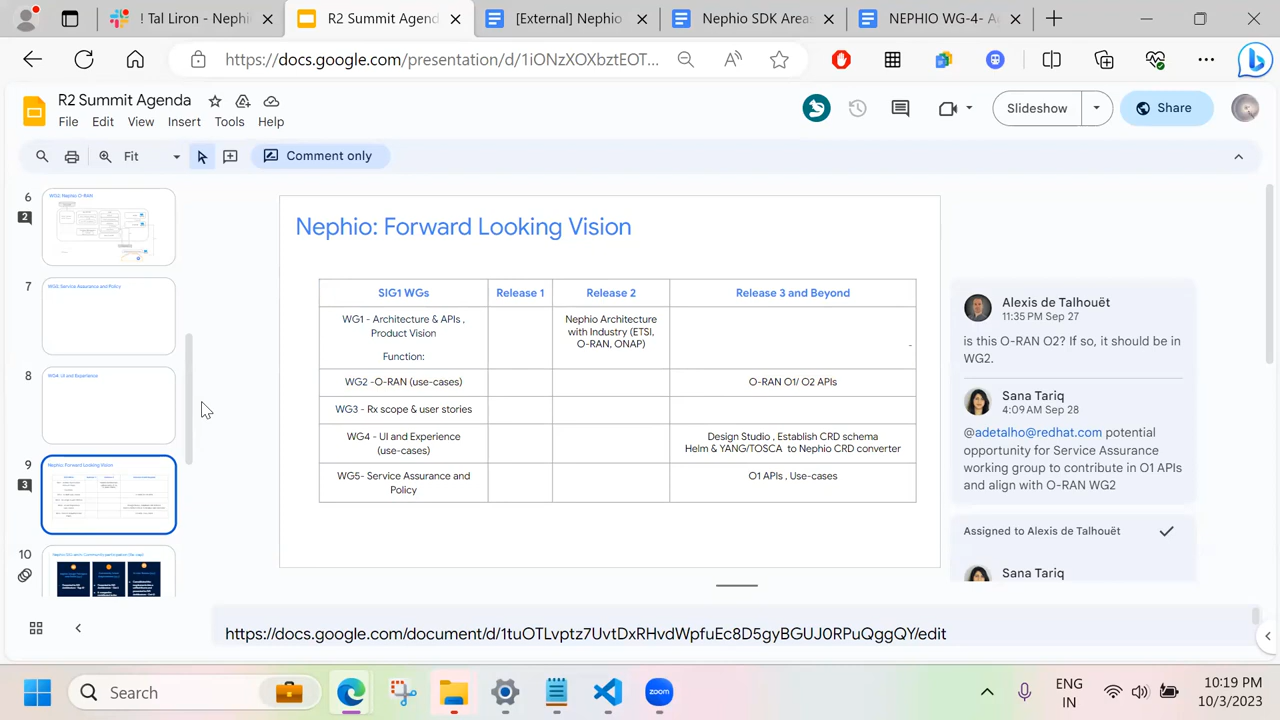 ! Tal Liron - Nephi
R2 Summit Agenda
[External] Nephio
Nephio SDK Areas
NEPHIO WG-4- A
https://docs.google.com/presentation/d/1iONzXOXbztEOT...
R2 Summit Agenda
File Edit View Insert Tools Help
Slideshow
Share
Fit
Comment only
6
2
WG2: Nephio O-RAN
7
WG5: Service Assurance and Policy
8
WG4: UI and Experience
9
3
Nephio: Forward Looking Vision
10
Nephio: Forward Looking Vision
SIG1 WGs Release 1 Release 2 Release 3 and Beyond
WG1 - Architecture & APIs ,
Product Vision
Function:
Nephio Architecture
with Industry (ETSI,
O-RAN, ONAP)
-
WG2 -O-RAN (use-cases) O-RAN O1/ O2 APIs
WG3 - Rx scope & user stories
WG4 - UI and Experience
(use-cases)
Design Studio , Establish CRD schema
Helm & YANG/TOSCA to Nephio CRD converter
WG5- Service Assurance and
Policy
O1 APIs , Use-cases
Alexis de Talhouët
11:35 PM Sep 27
is this O-RAN O2? If so, it should be in
WG2.
Sana Tariq
4:09 AM Sep 28
@adetalho@redhat.com potential
opportunity for Service Assurance
working group to contribute in O1 APIs
and align with O-RAN WG2
Assigned to Alexis de Talhouët
Sana Tariq
https://docs.google.com/document/d/1tuOTLvptz7UvtDxRHvdWpfuEc8D5gyBGUJ0RPuQggQY/edit
Search
zoom
ENG
IN
10:19 PM
10/3/2023